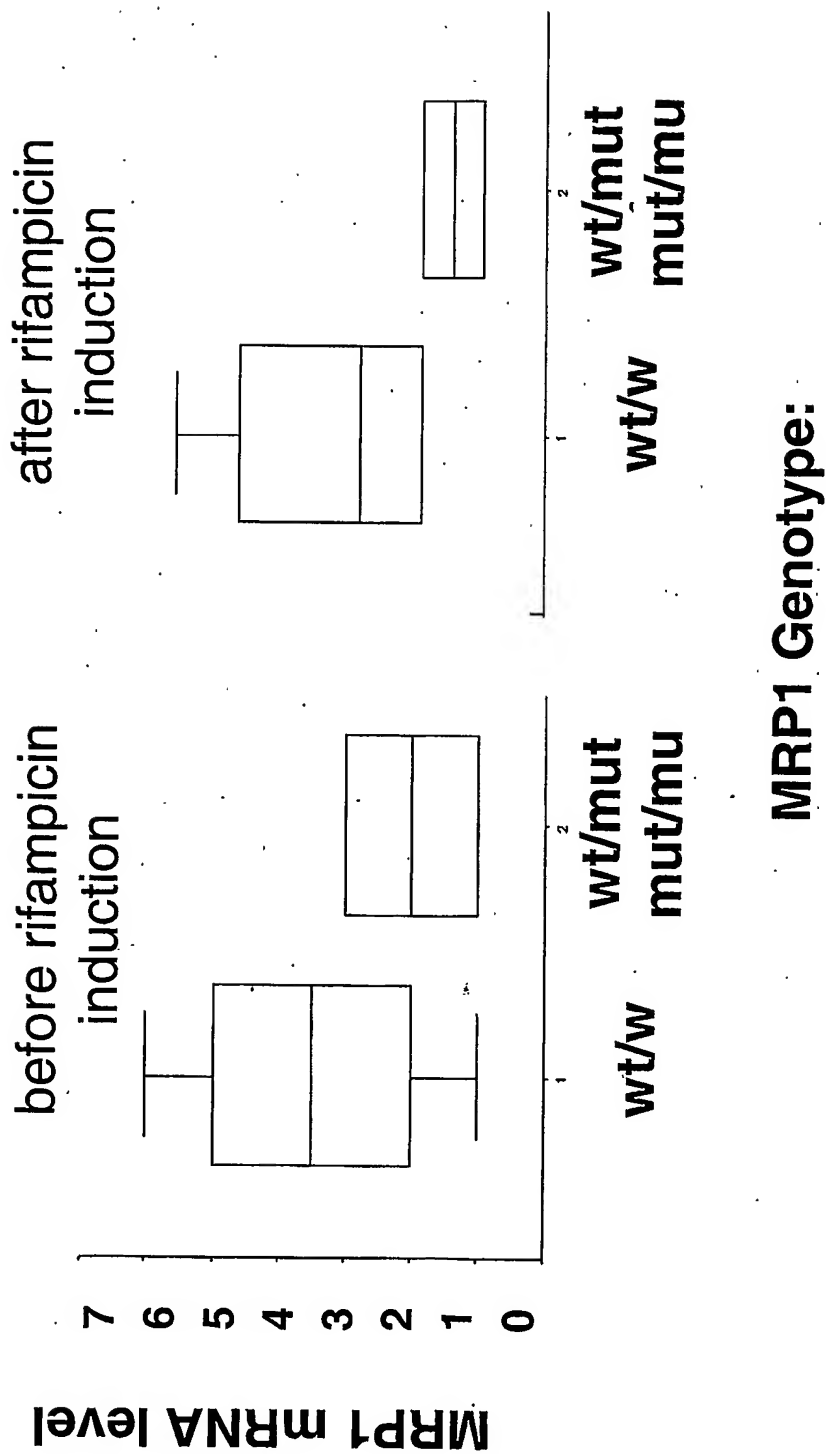 before rifampicin
induction
after rifampicin
induction
MRP1 mRNA level
7
6
5
4
3
2
1
0
1
2
1
2
wt/w
wt/mut
mut/mu
wt/w
wt/mut
mut/mu
MRP1 Genotype: